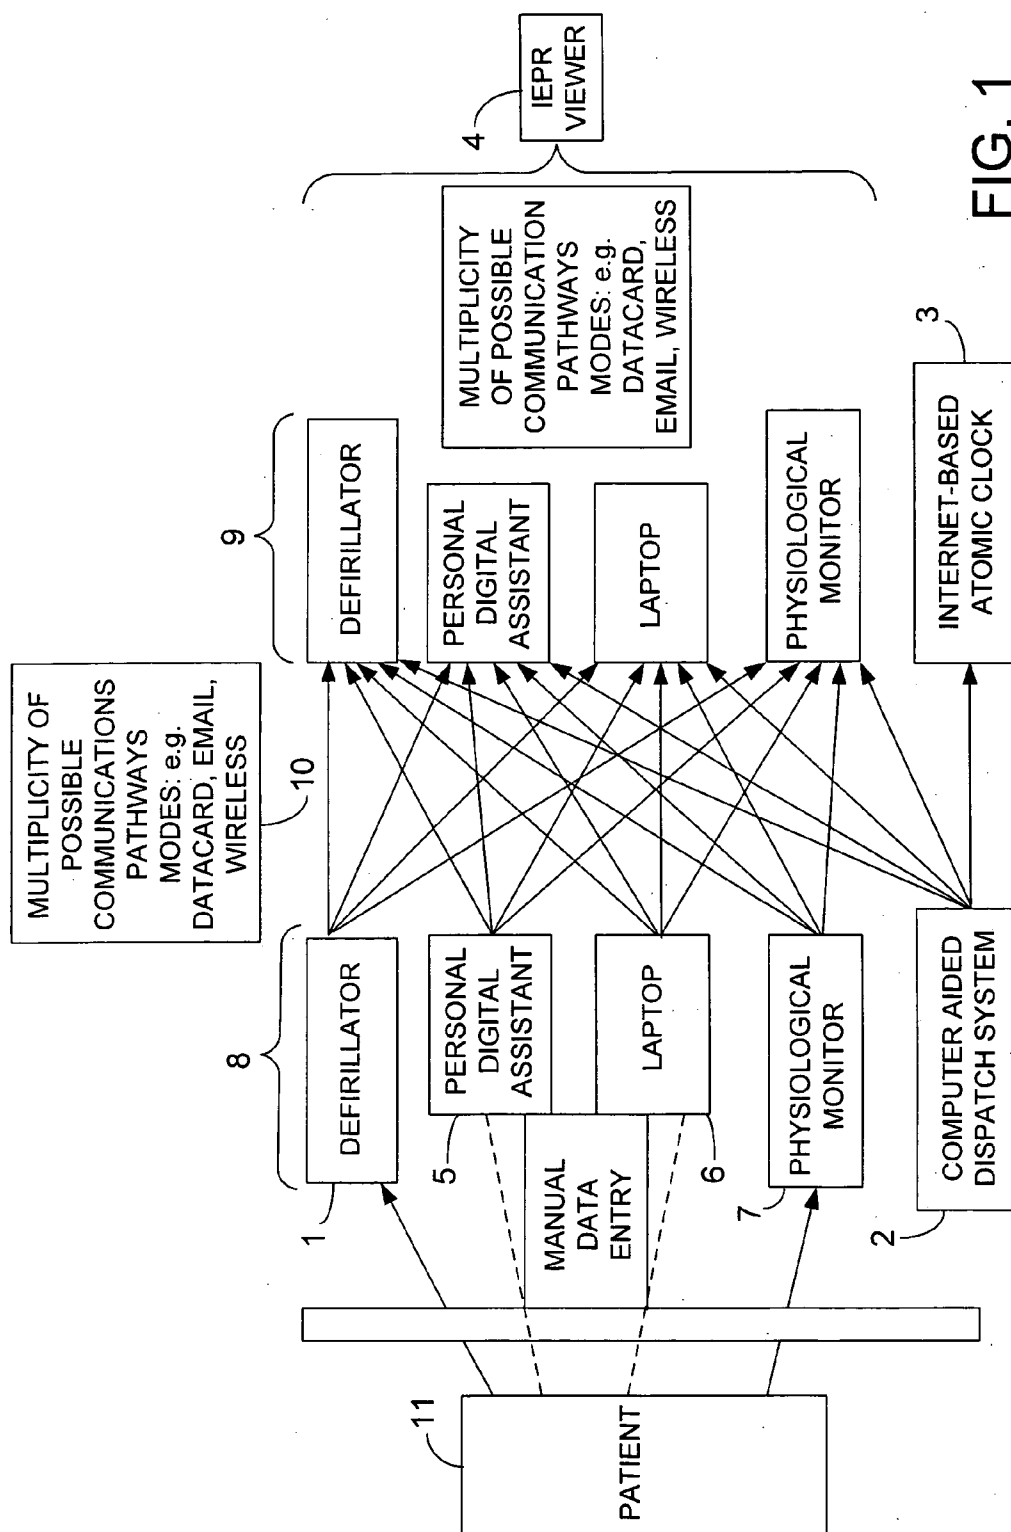 MULTIPLICITY OF
POSSIBLE
COMMUNICATIONS
PATHWAYS
MODES: e.g.
DATACARD, EMAIL,
WIRELESS
10
8
9
DEFIRILLATOR
1
DEFIRILLATOR
PERSONAL
DIGITAL
ASSISTANT
5
PERSONAL
DIGITAL
ASSISTANT
MULTIPLICITY
OF POSSIBLE
COMMUNICATION
PATHWAYS
MODES: e.g.
DATACARD,
EMAIL, WIRELESS
4
IEPR
VIEWER
11
PATIENT
MANUAL
DATA
ENTRY
LAPTOP
6
LAPTOP
PHYSIOLOGICAL
MONITOR
7
PHYSIOLOGICAL
MONITOR
COMPUTER AIDED
DISPATCH SYSTEM
2
INTERNET-BASED
ATOMIC CLOCK
3
FIG. 1